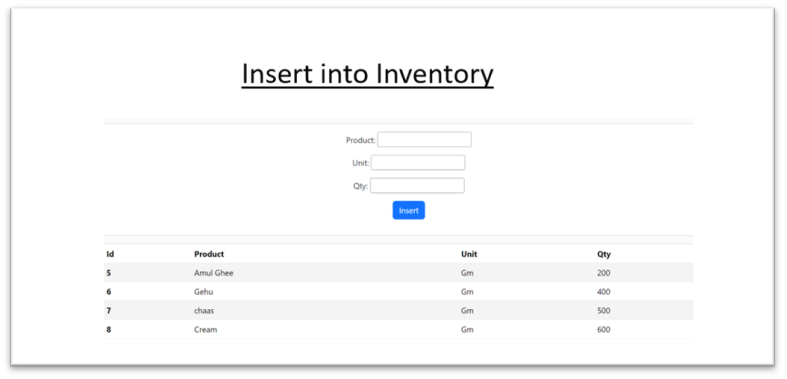 Insert into Inventory
Product:
Unit:
Qty:
Insert
Id Product Unit Qty
5 Amul Ghee Gm 200
6 Gehu Gm 400
7 chaas Gm 500
8 Cream Gm 600